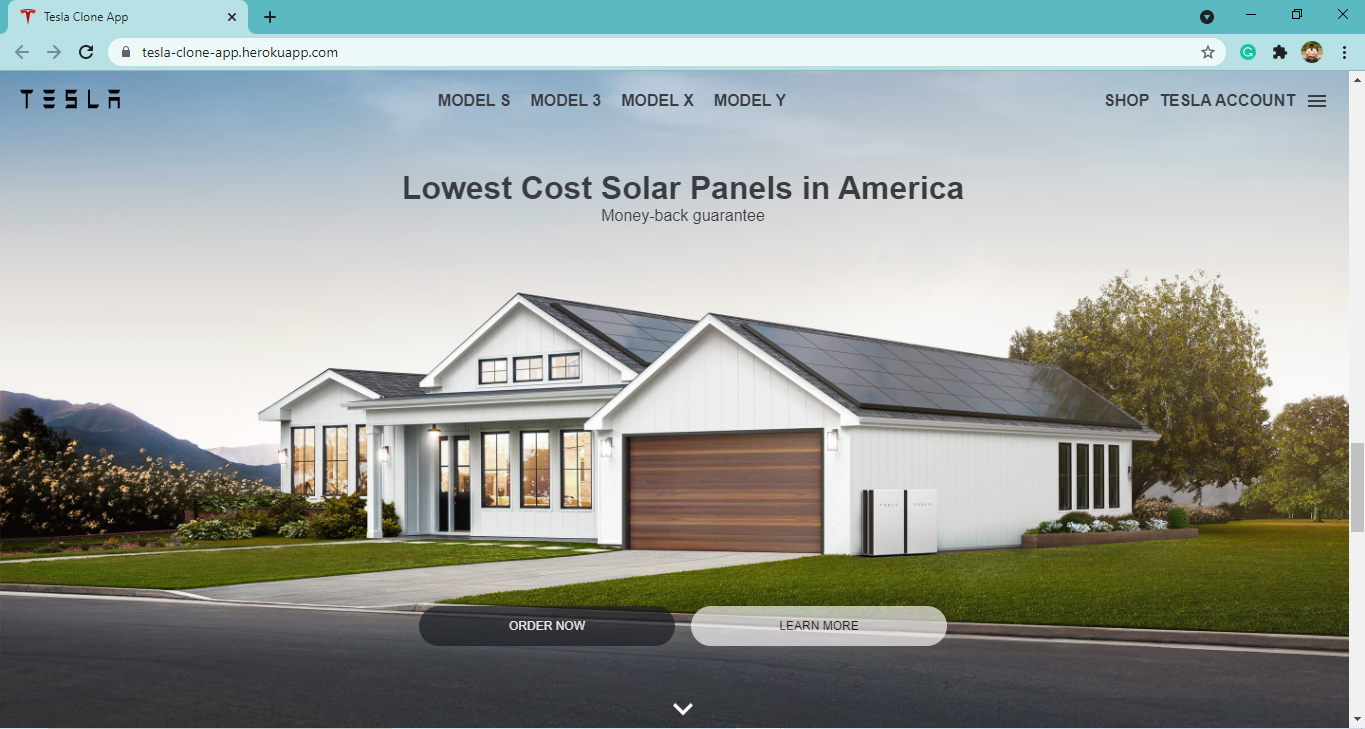 Tesla Clone App
tesla-clone-app.herokuapp.com
TESLA MODEL S MODEL 3 MODEL X MODEL Y SHOP TESLA ACCOUNT
Lowest Cost Solar Panels in America
Money-back guarantee
TESLA TESLA
ORDER NOW LEARN MORE